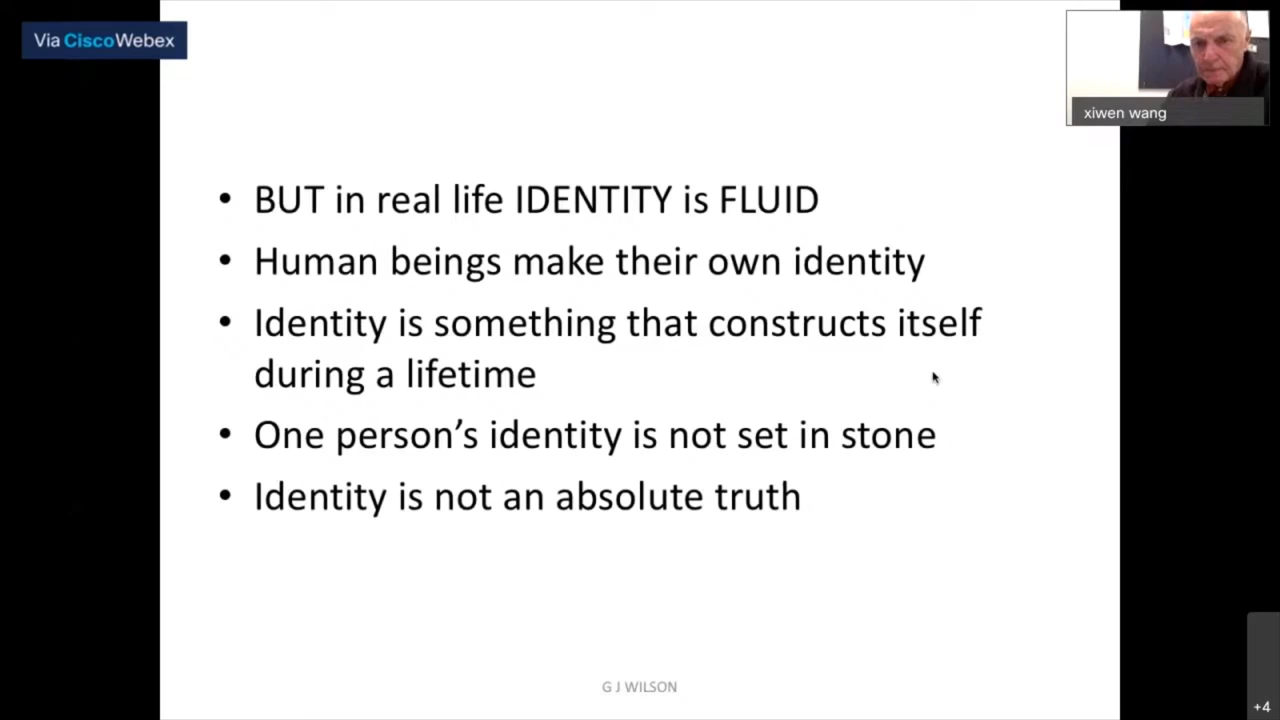 Via Cisco Webex
xiwen wang
• BUT in real life IDENTITY is FLUID
• Human beings make their own identity
• Identity is something that constructs itself
during a lifetime
• One person’s identity is not set in stone
• Identity is not an absolute truth
G J WILSON
+4